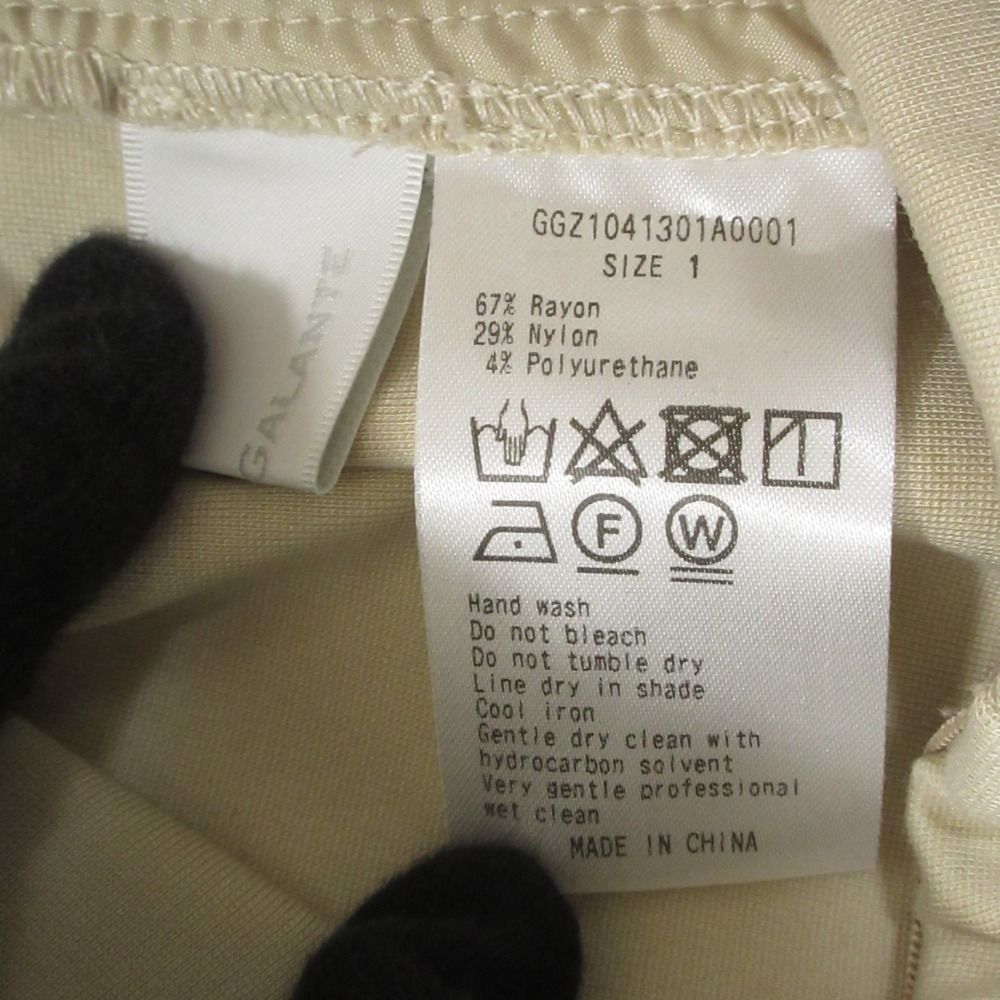 GALANTE
GGZ1041301A0001
SIZE 1
67% Rayon
29% Nylon
4% Polyurethane
F W
Hand wash
Do not bleach
Do not tumble dry
Line dry in shade
Cool iron
Gentle dry clean with
hydrocarbon solvent
Very gentle professional
wet clean
MADE IN CHINA